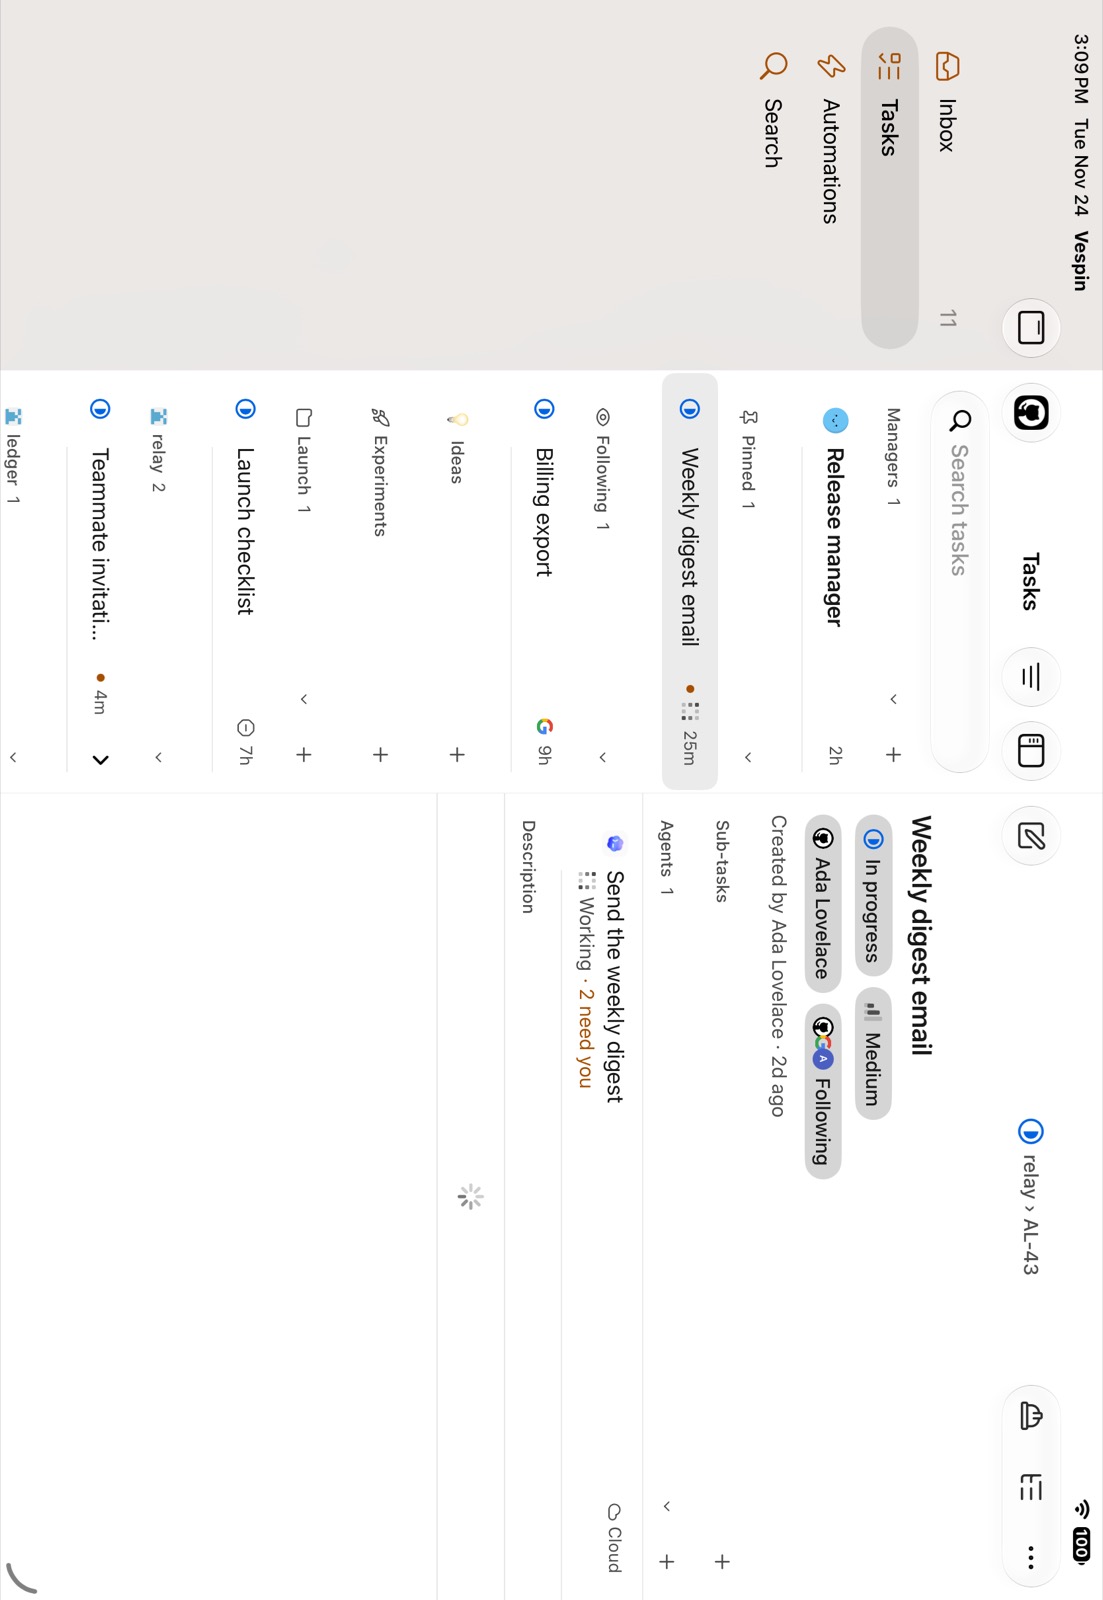 3:09 PM Tue Nov 24 Vespin
100
Inbox 11
Tasks
Automations
Search
Tasks
Search tasks
Managers 1
Release manager 2h
Pinned 1
Weekly digest email 25m
Following 1
Billing export 9h
Ideas
Experiments
Launch 1
Launch checklist 7h
relay 2
Teammate invitati... 4m
ledger 1
relay › AL-43
Weekly digest email
In progress Medium
Ada Lovelace A Following
Created by Ada Lovelace · 2d ago
Sub-tasks
Agents 1
Send the weekly digest Cloud
Working · 2 need you
Description